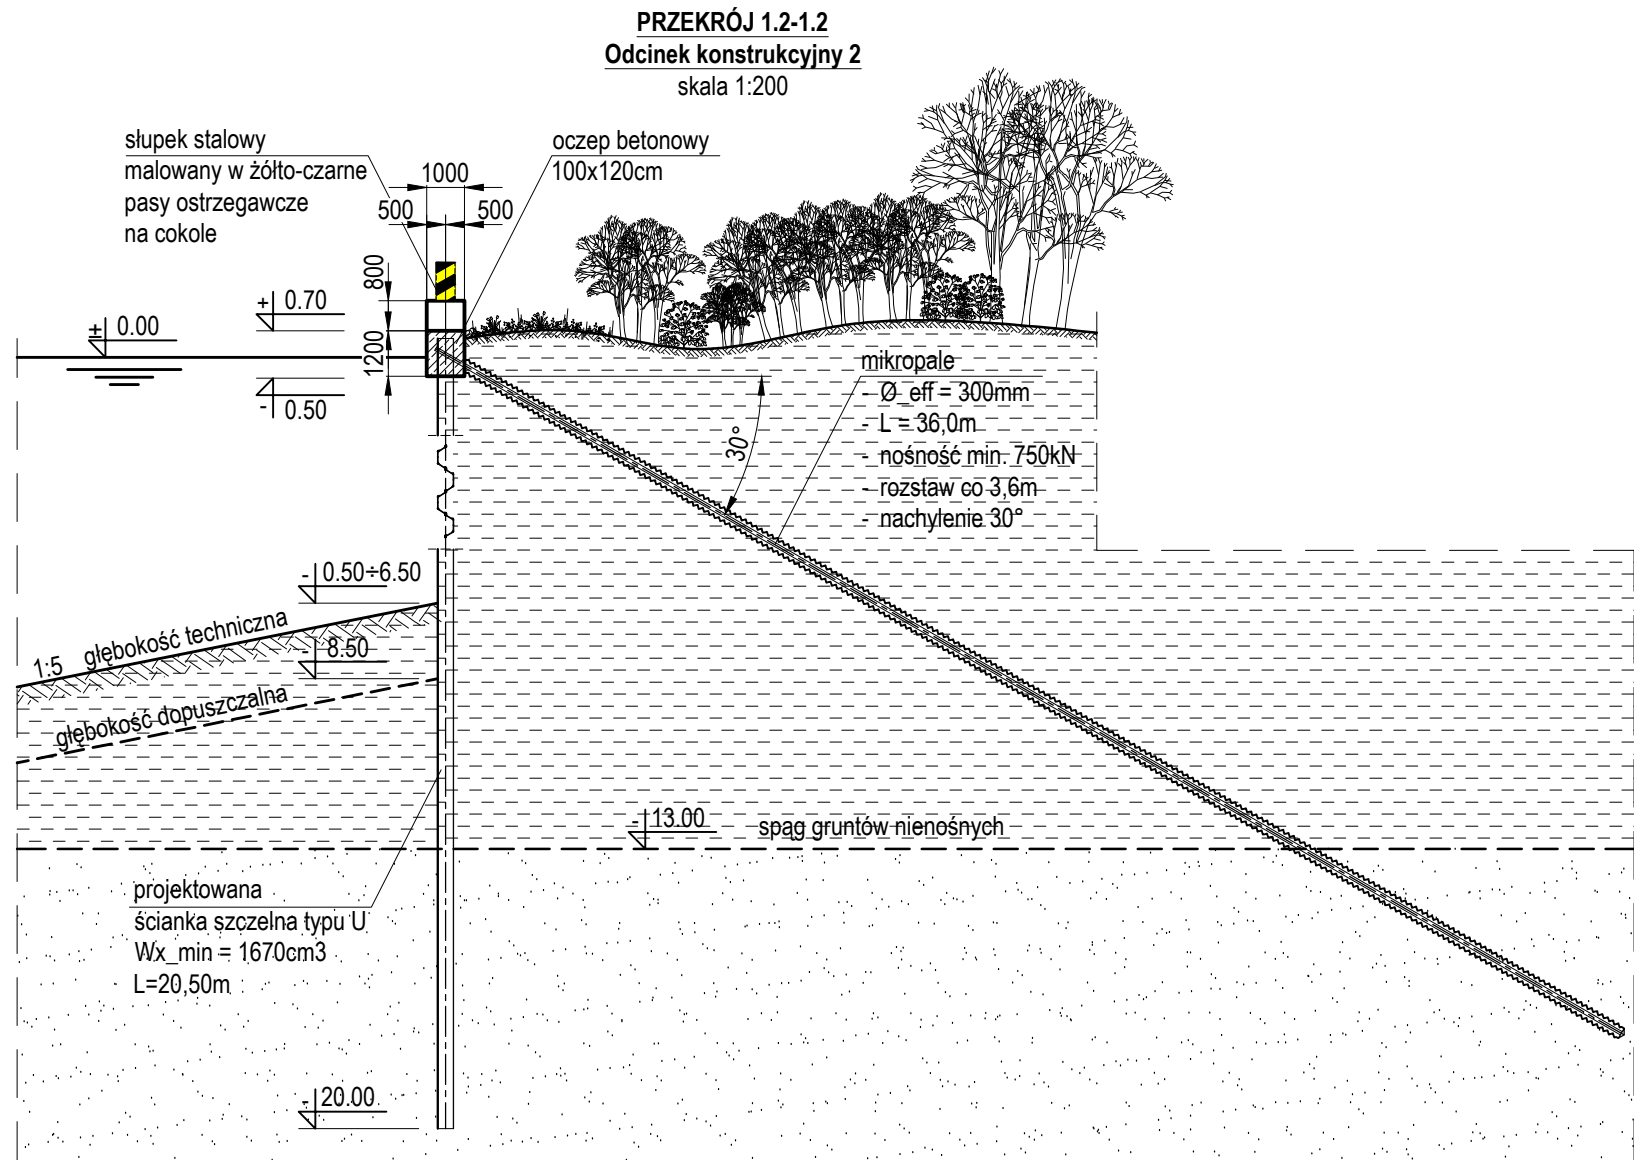 PRZEKRÓJ 1.2-1.2
Odcinek konstrukcyjny 2
skala 1:200
słupek stalowy
malowany w żółto-czarne
pasy ostrzegawcze
na cokole
oczep betonowy
100x120cm
1000
500 500
800
1200
+ 0.70
± 0.00
- 0.50
mikropale
- Ø_eff = 300mm
- L = 36,0m
- nośność min. 750kN
- rozstaw co 3,6m
- nachylenie 30°
30°
- 0.50÷6.50
1:5 głębokość techniczna
- 8.50
głębokość dopuszczalna
- 13.00
spąg gruntów nienośnych
projektowana
ścianka szczelna typu U
Wx_min = 1670cm3
L=20,50m
- 20.00